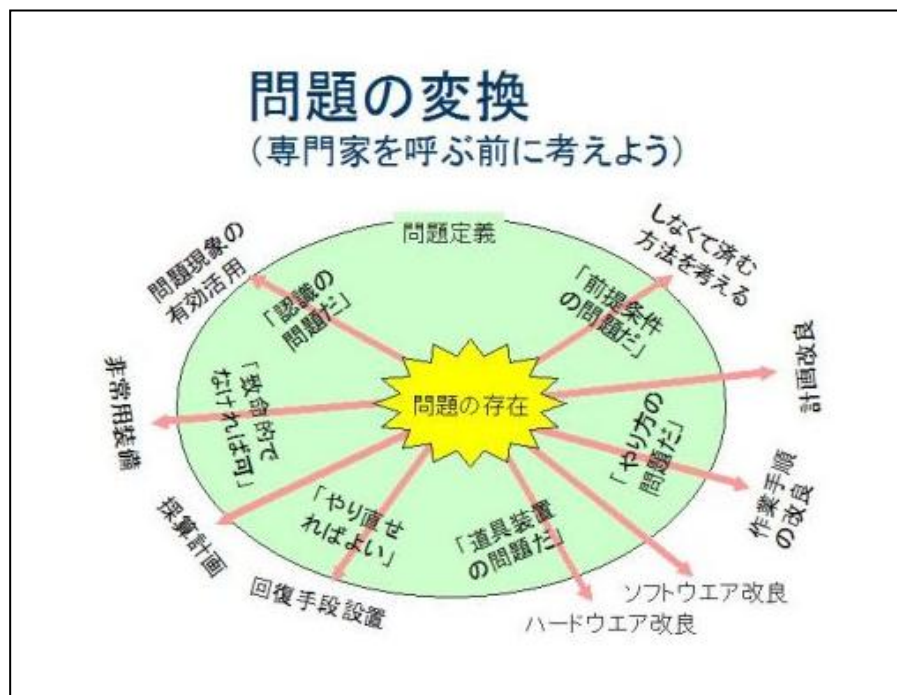 問題の変換
（専門家を呼ぶ前に考えよう）
問題定義
問題現象の
有効活用
「認識の
問題だ」
しなくて済む
方法を考える
「前提条件
の問題だ」
計画改良
非常用装備
「致命的で
なければ可」
問題の存在
「やり方の
問題だ」
作業手順
の改良
採算計画
「やり直せ
ればよい」
「道具装置
の問題だ」
回復手段設置
ソフトウエア改良
ハードウエア改良